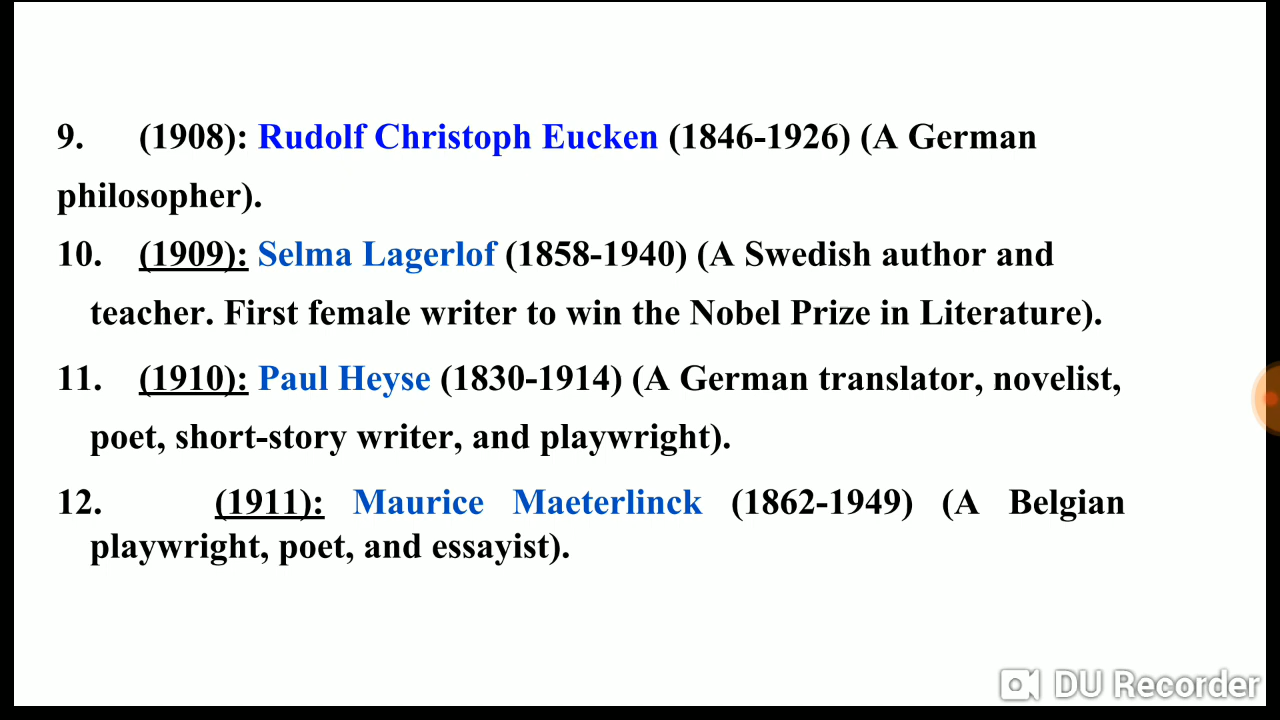 9. (1908): Rudolf Christoph Eucken (1846-1926) (A German
philosopher).
10. (1909): Selma Lagerlof (1858-1940) (A Swedish author and
teacher. First female writer to win the Nobel Prize in Literature).
11. (1910): Paul Heyse (1830-1914) (A German translator, novelist,
poet, short-story writer, and playwright).
12. (1911): Maurice Maeterlinck (1862-1949) (A Belgian
playwright, poet, and essayist).
DU Recorder